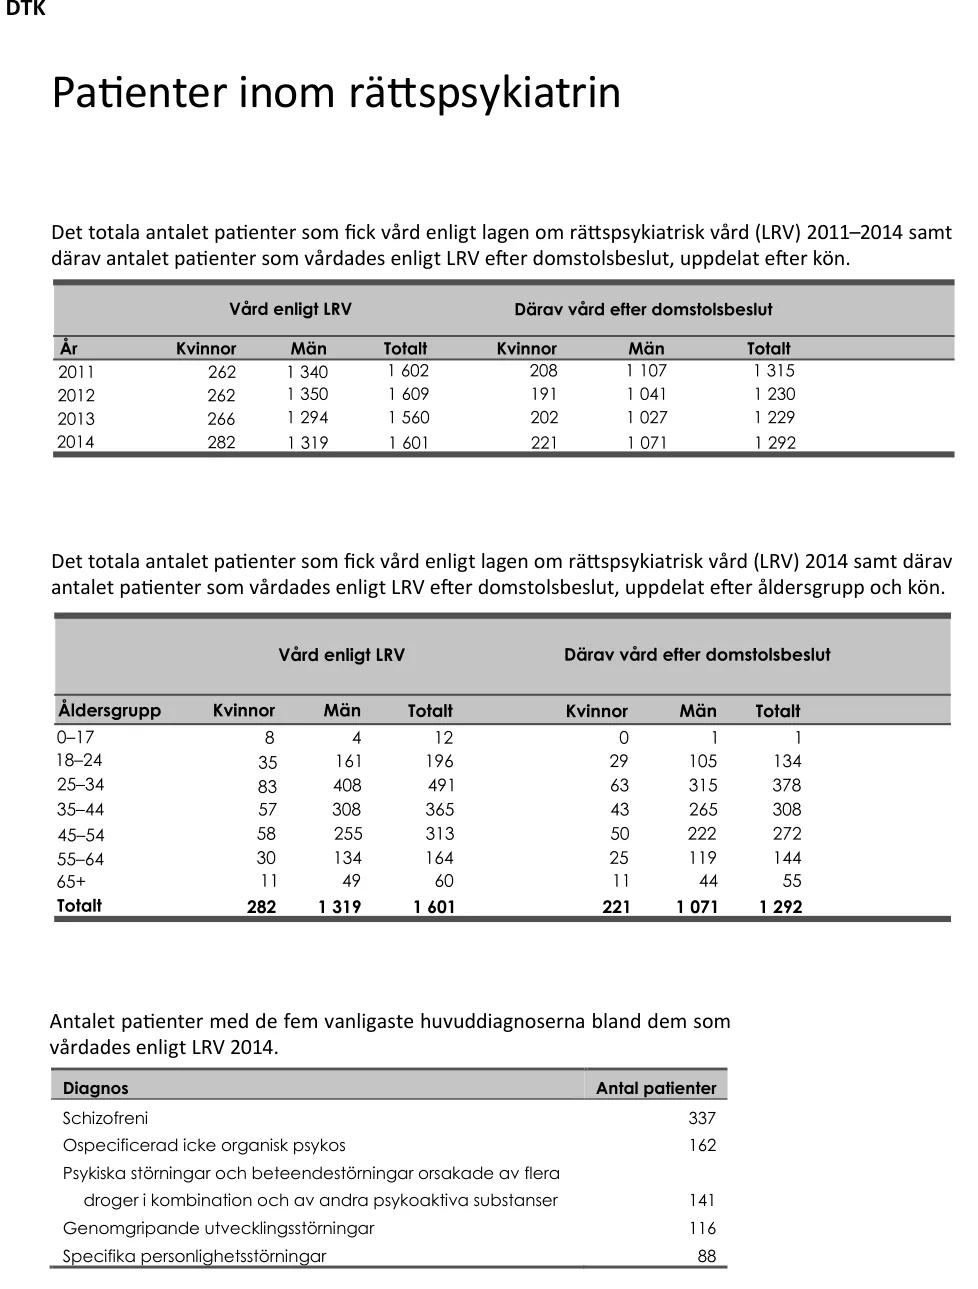 DTK
Patienter inom rättspsykiatrin
Det totala antalet patienter som fick vård enligt lagen om rättspsykiatrisk vård (LRV) 2011–2014 samt
därav antalet patienter som vårdades enligt LRV efter domstolsbeslut, uppdelat efter kön.
Vård enligt LRV Därav vård efter domstolsbeslut
År Kvinnor Män Totalt Kvinnor Män Totalt
2011 262 1 340 1 602 208 1 107 1 315
2012 262 1 350 1 609 191 1 041 1 230
2013 266 1 294 1 560 202 1 027 1 229
2014 282 1 319 1 601 221 1 071 1 292
Det totala antalet patienter som fick vård enligt lagen om rättspsykiatrisk vård (LRV) 2014 samt därav
antalet patienter som vårdades enligt LRV efter domstolsbeslut, uppdelat efter åldersgrupp och kön.
Vård enligt LRV Därav vård efter domstolsbeslut
Åldersgrupp Kvinnor Män Totalt Kvinnor Män Totalt
0–17 8 4 12 0 1 1
18–24 35 161 196 29 105 134
25–34 83 408 491 63 315 378
35–44 57 308 365 43 265 308
45–54 58 255 313 50 222 272
55–64 30 134 164 25 119 144
65+ 11 49 60 11 44 55
Totalt 282 1 319 1 601 221 1 071 1 292
Antalet patienter med de fem vanligaste huvuddiagnoserna bland dem som
vårdades enligt LRV 2014.
Diagnos Antal patienter
Schizofreni 337
Ospecificerad icke organisk psykos 162
Psykiska störningar och beteendestörningar orsakade av flera
droger i kombination och av andra psykoaktiva substanser 141
Genomgripande utvecklingsstörningar 116
Specifika personlighetsstörningar 88